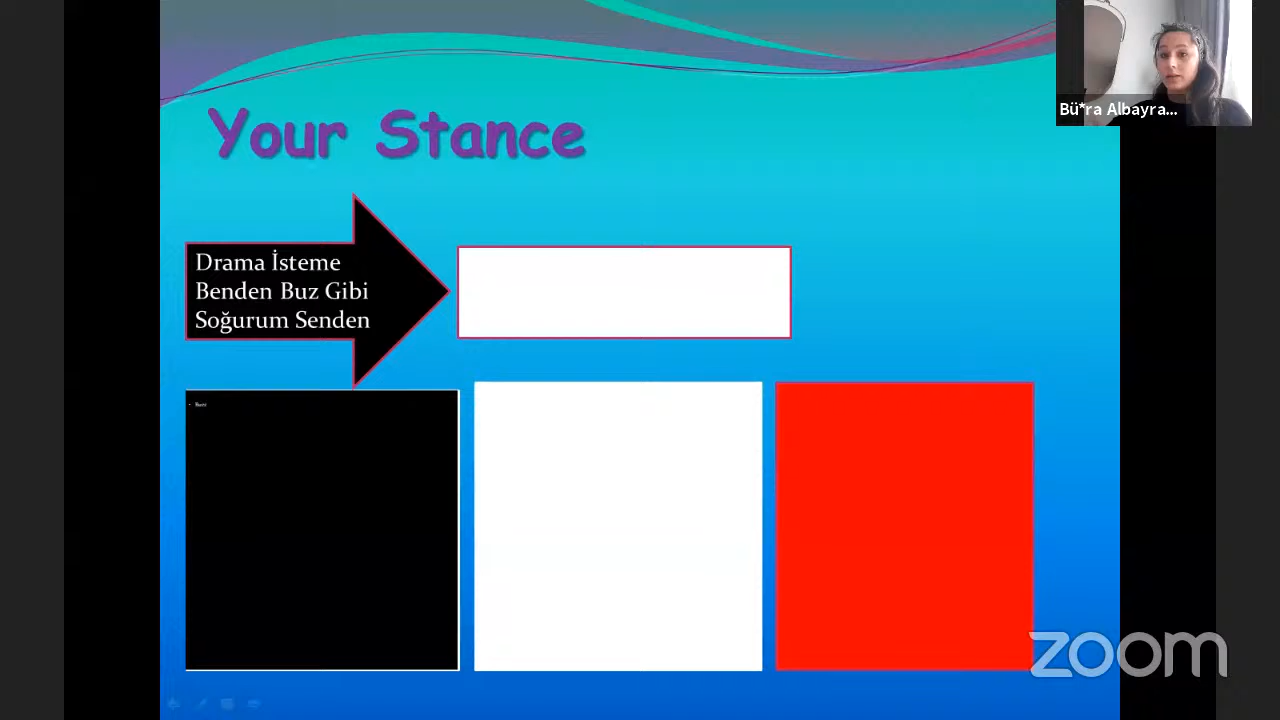 Your Stance
Drama İsteme
Benden Buz Gibi
Soğurum Senden
Bü*ra Albayra...
zoom